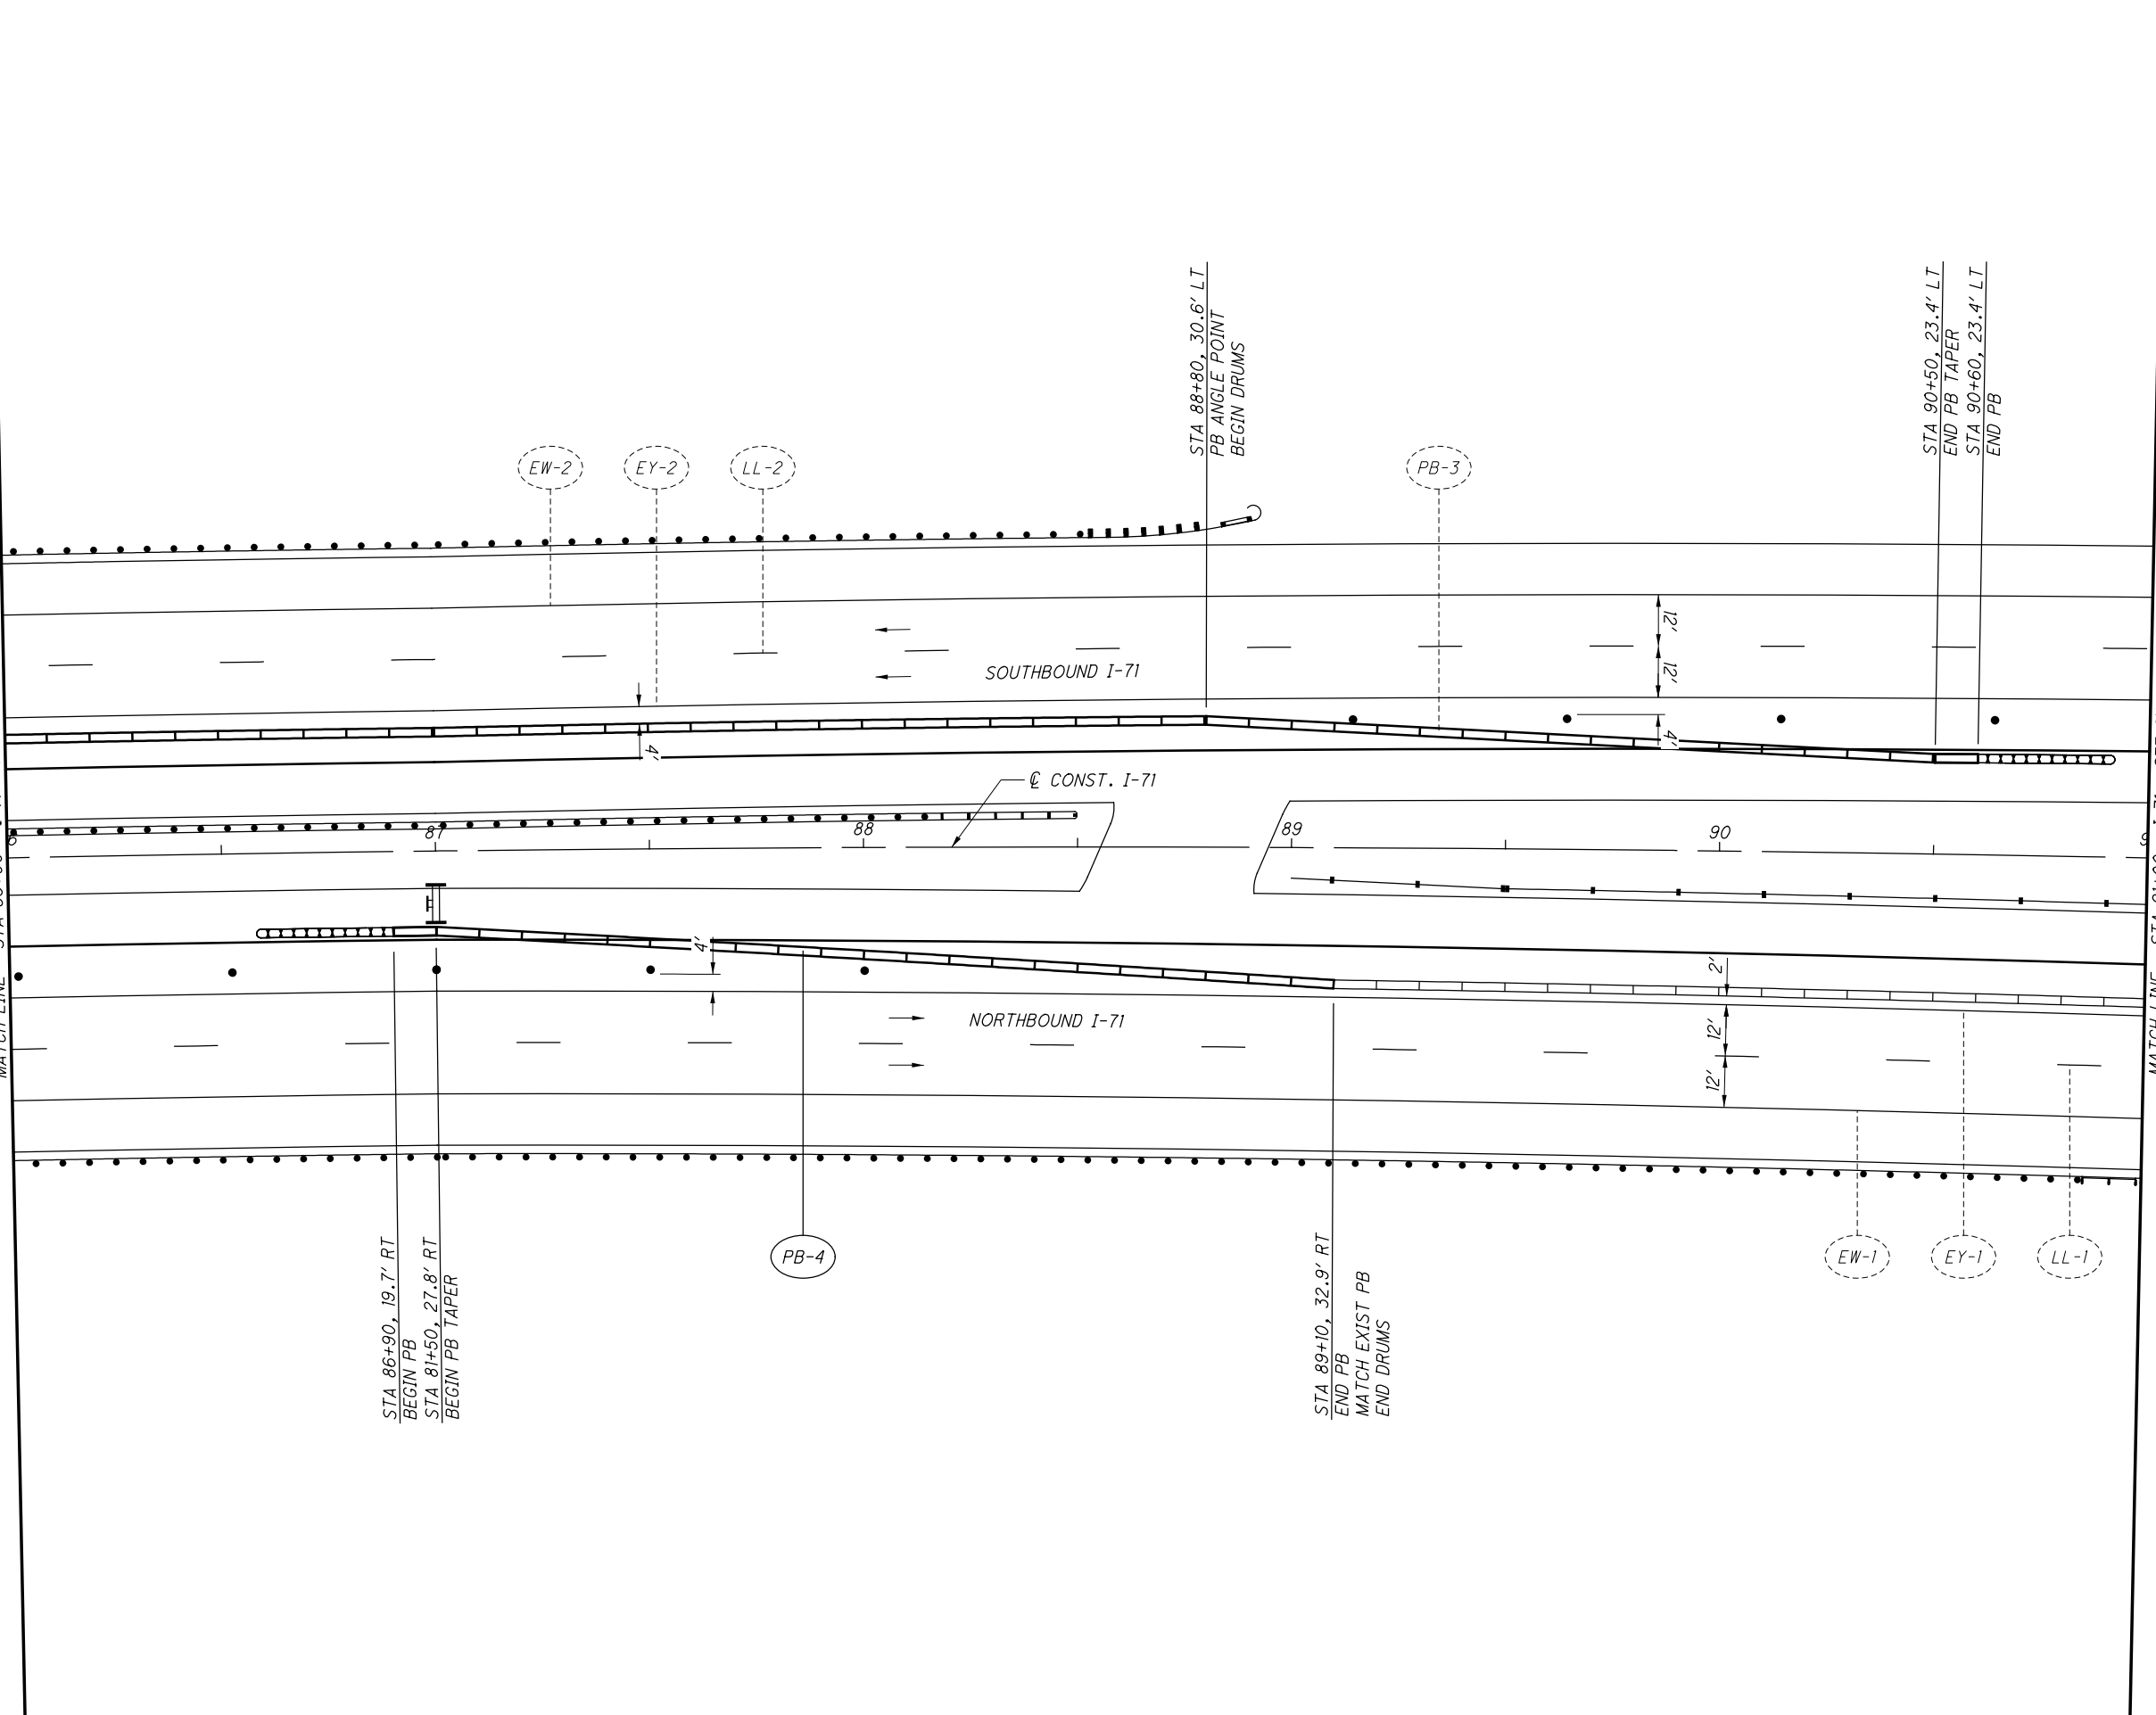 STA 88+80, 30.6' LT
PB ANGLE POINT
BEGIN DRUMS
STA 90+50, 23.4' LT
END PB TAPER
STA 90+60, 23.4' LT
END PB
EW-2
EY-2
LL-2
PB-3
12'
12'
SOUTHBOUND I-71
4'
4'
℄ CONST. I-71
87
88
89
90
MATCH LINE
MATCH LINE
4'
2'
12'
12'
NORTHBOUND I-71
PB-4
EW-1
EY-1
LL-1
STA 86+90, 19.7' RT
BEGIN PB
STA 81+50, 27.8' RT
BEGIN PB TAPER
STA 89+10, 32.9' RT
END PB
MATCH EXIST PB
END DRUMS